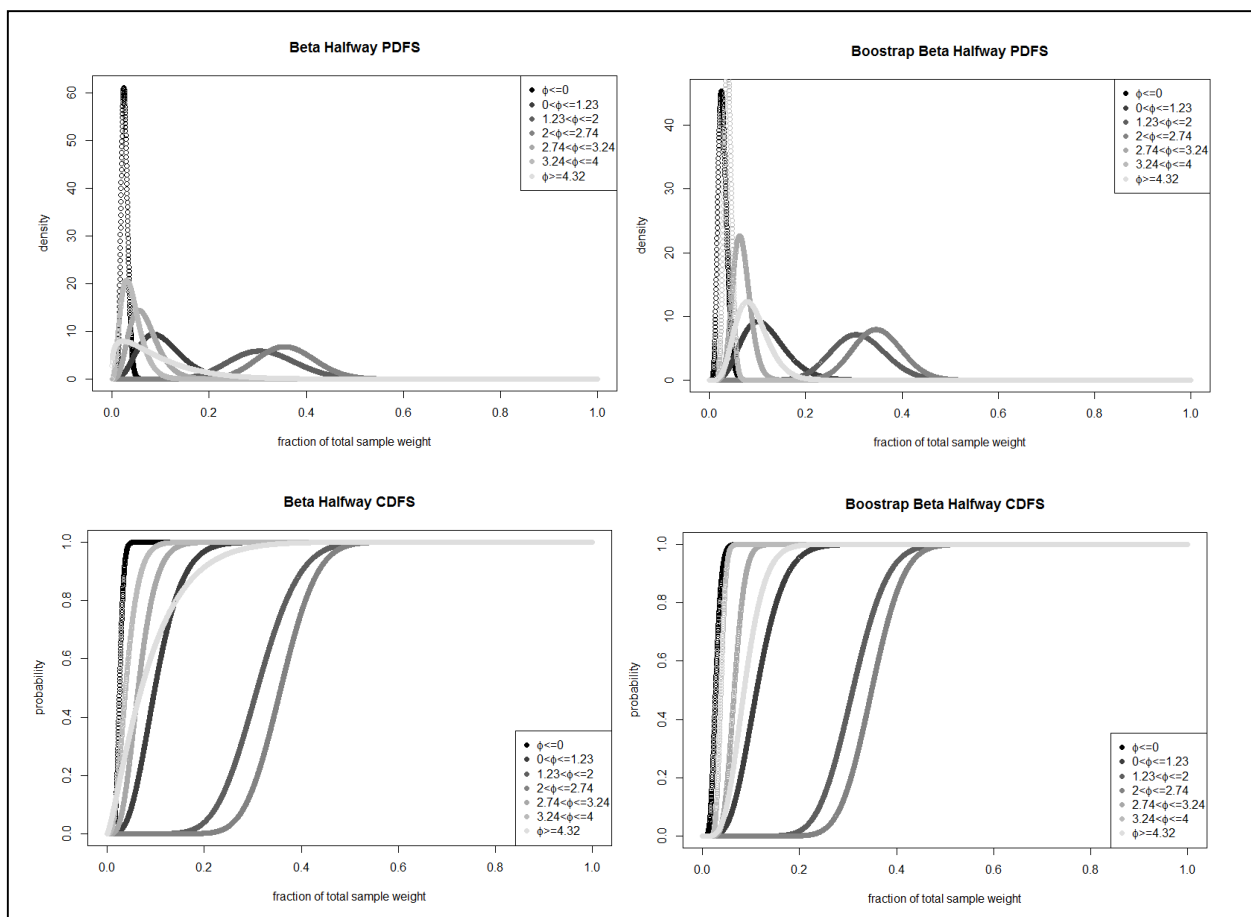 Beta Halfway PDFS
density
60
50
40
30
20
10
0
0.0 0.2 0.4 0.6 0.8 1.0
fraction of total sample weight
ϕ<=0
0<ϕ<=1.23
1.23<ϕ<=2
2<ϕ<=2.74
2.74<ϕ<=3.24
3.24<ϕ<=4
ϕ>=4.32
Boostrap Beta Halfway PDFS
density
40
30
20
10
0
0.0 0.2 0.4 0.6 0.8 1.0
fraction of total sample weight
ϕ<=0
0<ϕ<=1.23
1.23<ϕ<=2
2<ϕ<=2.74
2.74<ϕ<=3.24
3.24<ϕ<=4
ϕ>=4.32
Beta Halfway CDFS
probability
1.0
0.8
0.6
0.4
0.2
0.0
0.0 0.2 0.4 0.6 0.8 1.0
fraction of total sample weight
ϕ<=0
0<ϕ<=1.23
1.23<ϕ<=2
2<ϕ<=2.74
2.74<ϕ<=3.24
3.24<ϕ<=4
ϕ>=4.32
Boostrap Beta Halfway CDFS
probability
1.0
0.8
0.6
0.4
0.2
0.0
0.0 0.2 0.4 0.6 0.8 1.0
fraction of total sample weight
ϕ<=0
0<ϕ<=1.23
1.23<ϕ<=2
2<ϕ<=2.74
2.74<ϕ<=3.24
3.24<ϕ<=4
ϕ>=4.32